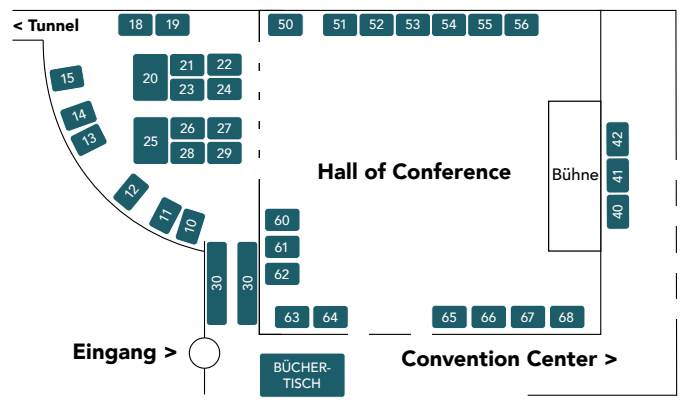 < Tunnel
18 19
50
51 52 53 54 55 56
15
20
21 22
23 24
14
13
25
26 27
28 29
Hall of Conference
Bühne
42
41
40
12
11
10
60
61
62
30
30
63 64
65 66 67 68
Eingang >
BÜCHER-
TISCH
Convention Center >